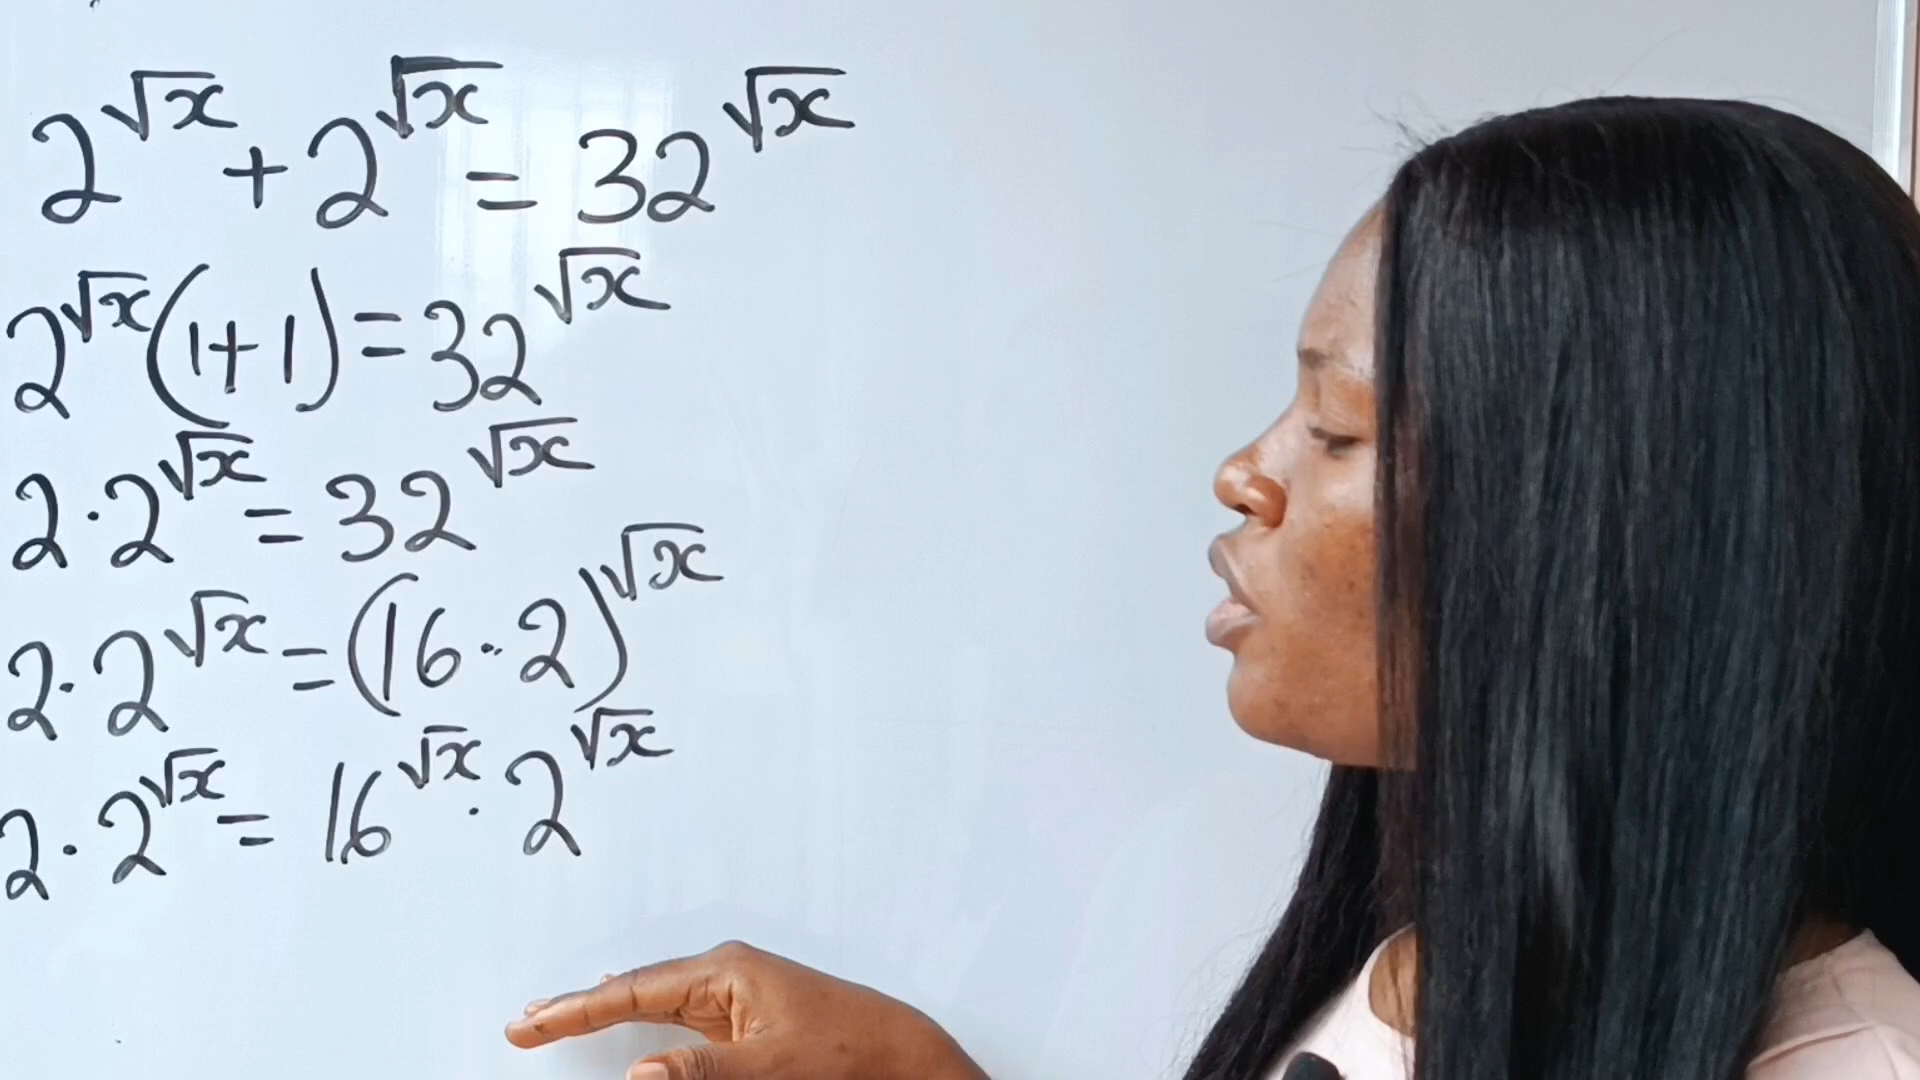 2^√x + 2^√x = 32^√x
2^√x (1+1) = 32^√x
2·2^√x = 32^√x
2·2^√x = (16·2)^√x
2·2^√x = 16^√x · 2^√x